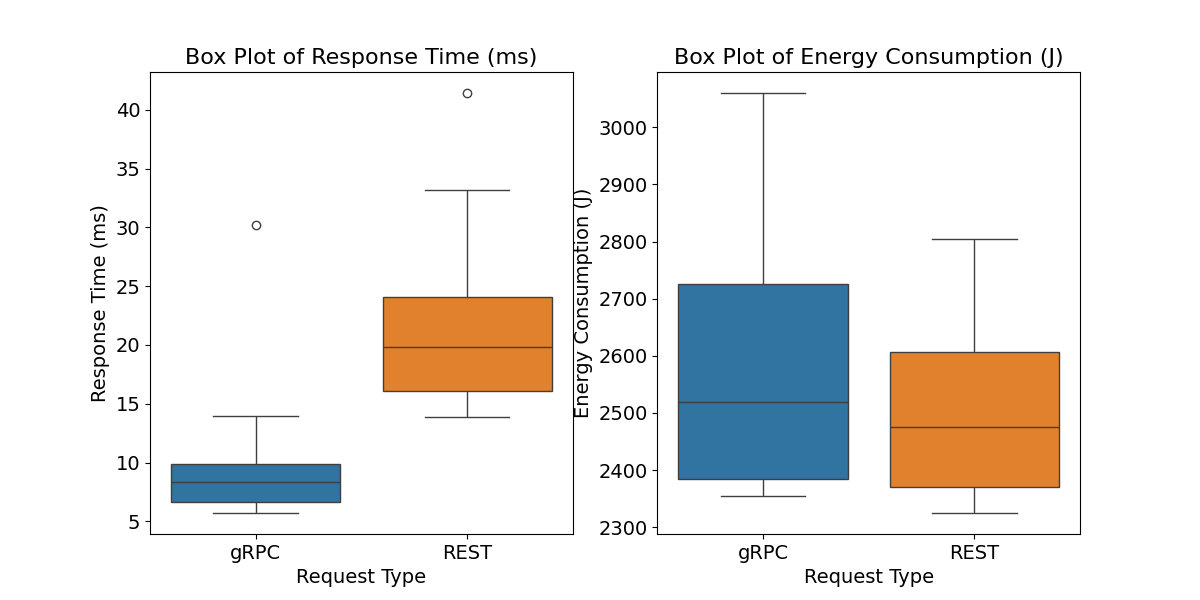 Box Plot of Response Time (ms)
Response Time (ms)
40
35
30
25
20
15
10
5
gRPC
REST
Request Type
Box Plot of Energy Consumption (J)
Energy Consumption (J)
3000
2900
2800
2700
2600
2500
2400
2300
gRPC
REST
Request Type